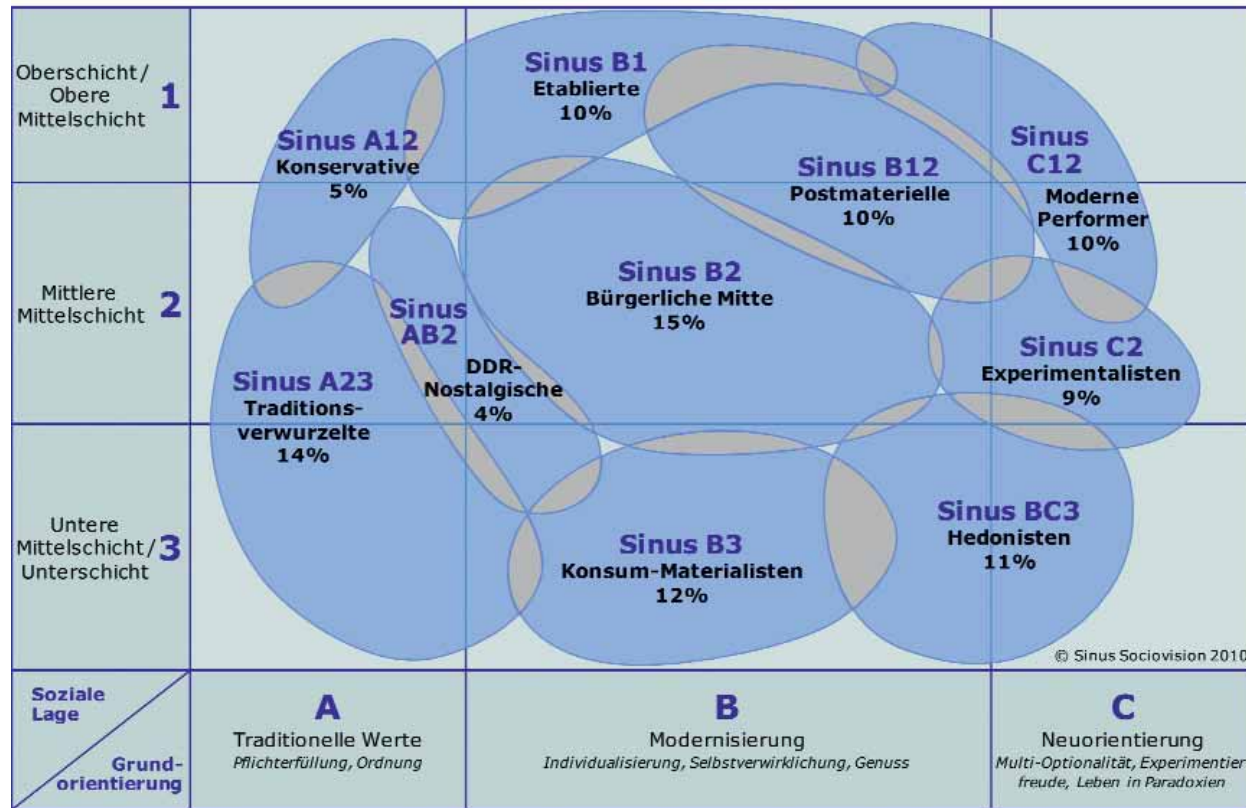 Oberschicht/
Obere
Mittelschicht
1
Sinus B1
Etablierte
10%
Sinus A12
Konservative
5%
Sinus B12
Postmaterielle
10%
Sinus
C12
Moderne
Performer
10%
Mittlere
Mittelschicht
2
Sinus
AB2
DDR-
Nostalgische
4%
Sinus B2
Bürgerliche Mitte
15%
Sinus C2
Experimentalisten
9%
Sinus A23
Traditions-
verwurzelte
14%
Untere
Mittelschicht/
Unterschicht
3
Sinus B3
Konsum-Materialisten
12%
Sinus BC3
Hedonisten
11%
© Sinus Sociovision 2010
Soziale
Lage
Grund-
orientierung
A
Traditionelle Werte
Pflichterfüllung, Ordnung
B
Modernisierung
Individualisierung, Selbstverwirklichung, Genuss
C
Neuorientierung
Multi-Optionalität, Experimentier
freude, Leben in Paradoxien